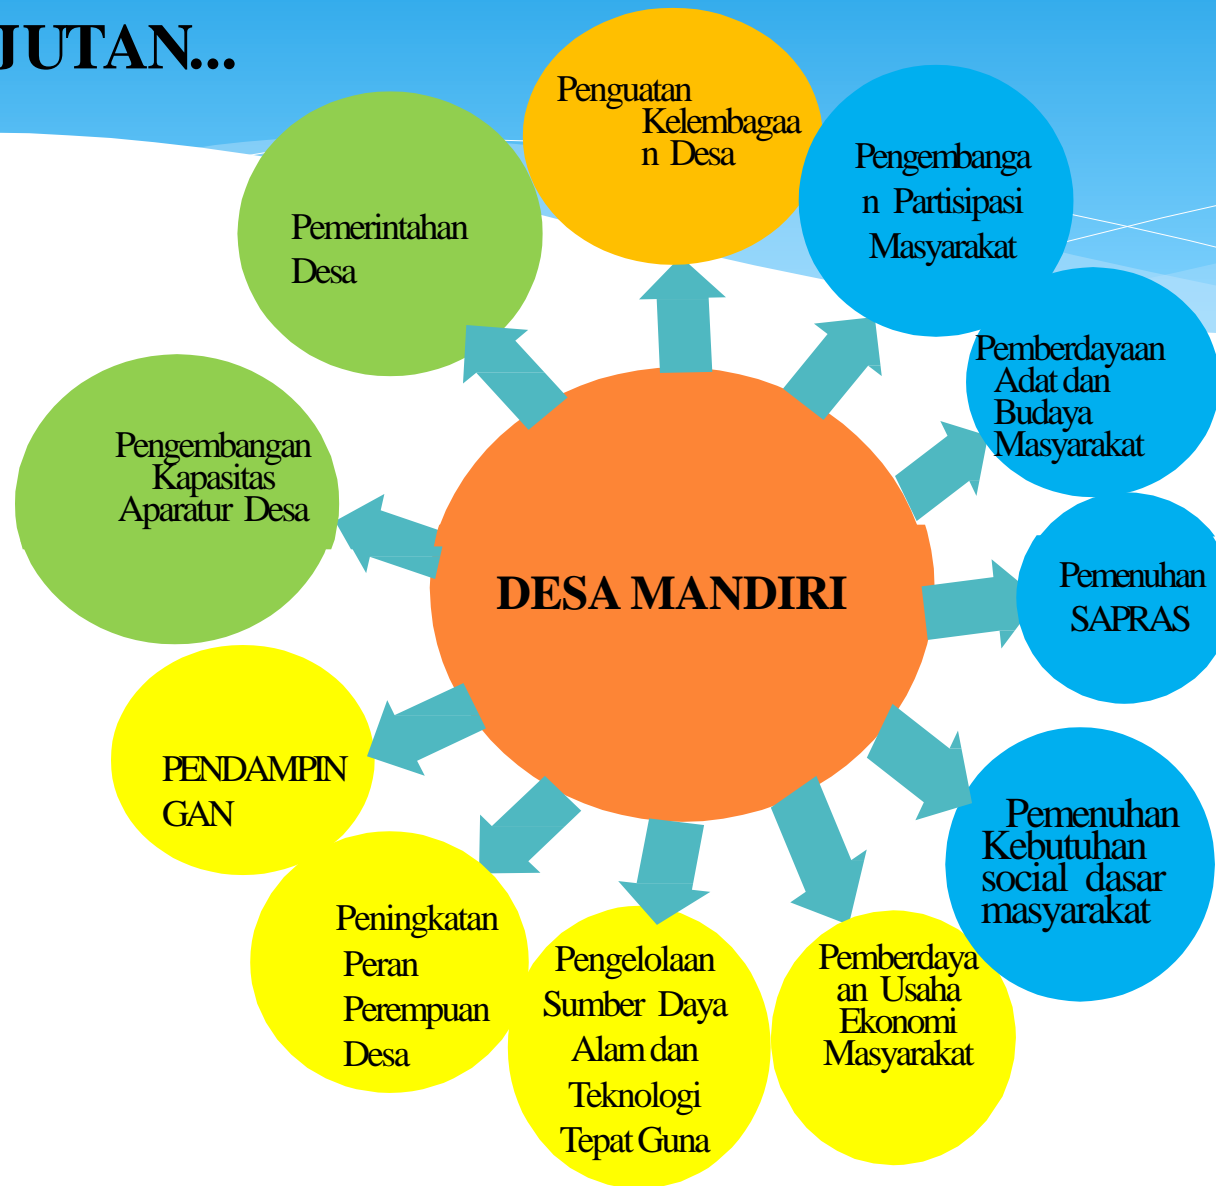 JUTAN...
Penguatan
Kelembagaa
n Desa
Pengembanga
n Partisipasi
Masyarakat
Pemerintahan
Desa
Pemberdayaan
Adat dan
Budaya
Masyarakat
Pengembangan
Kapasitas
Aparatur Desa
DESA MANDIRI
Pemenuhan
SAPRAS
PENDAMPIN
GAN
Pemenuhan
Kebutuhan
social dasar
masyarakat
Peningkatan
Peran
Perempuan
Desa
Pengelolaan
Sumber Daya
Alam dan
Teknologi
Tepat Guna
Pemberdaya
an Usaha
Ekonomi
Masyarakat